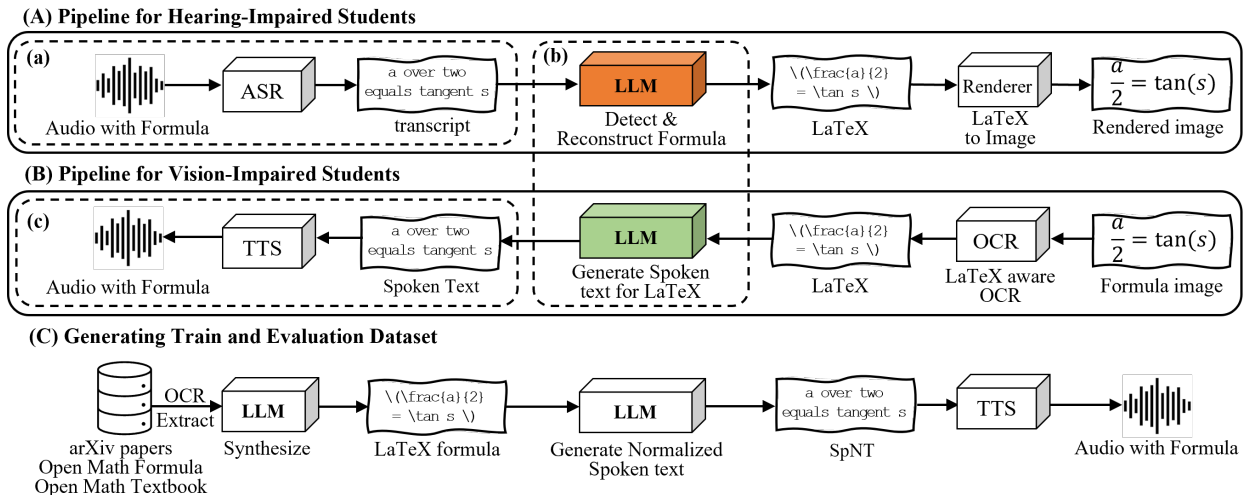 (A) Pipeline for Hearing-Impaired Students
(a)
Audio with Formula
ASR
a over two
equals tangent s
transcript
(b)
LLM
Detect &
Reconstruct Formula
\(\frac{a}{2}
= \tan s \)
LaTeX
Renderer
LaTeX
to Image
a/2 = tan(s)
Rendered image
(B) Pipeline for Vision-Impaired Students
(c)
Audio with Formula
TTS
a over two
equals tangent s
Spoken Text
LLM
Generate Spoken
text for LaTeX
\(\frac{a}{2}
= \tan s \)
LaTeX
OCR
LaTeX aware
OCR
a/2 = tan(s)
Formula image
(C) Generating Train and Evaluation Dataset
arXiv papers
Open Math Formula
Open Math Textbook
OCR
Extract
LLM
Synthesize
\(\frac{a}{2}
= \tan s \)
LaTeX formula
LLM
Generate Normalized
Spoken text
a over two
equals tangent s
SpNT
TTS
Audio with Formula